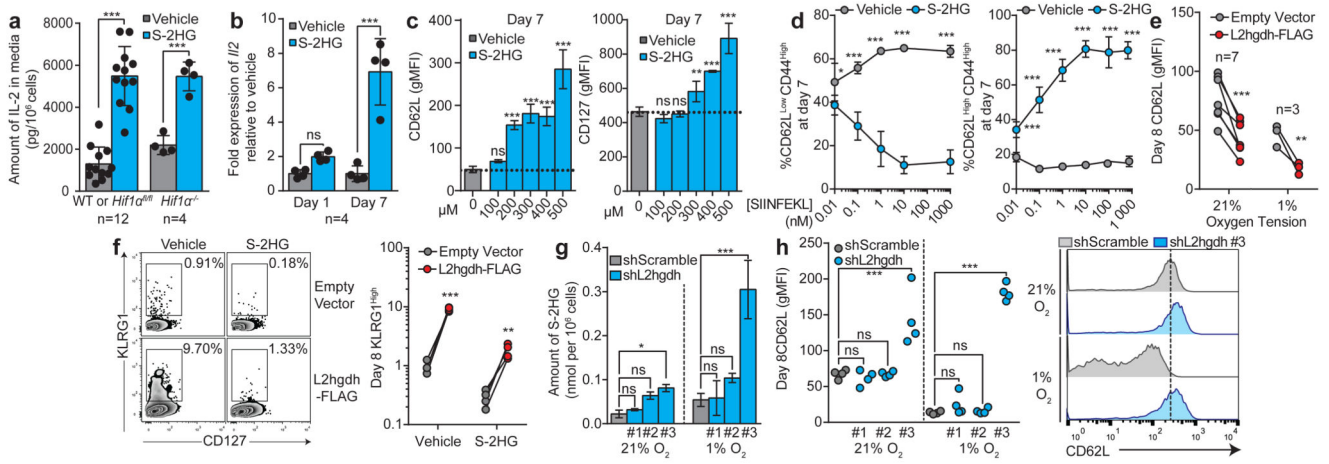 a
Amount of IL-2 in media
pg/10⁶ cells)
8000
6000
4000
2000
0
***
***
Vehicle
S-2HG
WT or Hif1α^fl/fl
n=12
Hif1α^-/-
n=4
b
Fold expression of Il2
relative to vehicle
10
8
6
4
2
0
ns
***
Vehicle
S-2HG
Day 1
Day 7
n=4
c
Day 7
CD62L (gMFI)
400
300
200
100
0
Vehicle
S-2HG
ns
***
***
***
***
µM
0
100
200
300
400
500
Day 7
CD127 (gMFI)
1000
800
600
400
200
0
Vehicle
S-2HG
ns
ns
**
***
***
µM
0
100
200
300
400
500
d
Vehicle
S-2HG
%CD62L^Low CD44^High
at day 7
80
60
40
20
0
*
***
***
***
***
[SIINFEKL]
(nM)
0.01
0.1
1
10
1000
Vehicle
S-2HG
%CD62L^High CD44^High
at day 7
100
80
60
40
20
0
***
***
***
***
***
0.01
0.1
1
10
1000
e
Empty Vector
L2hgdh-FLAG
Day 8 CD62L (gMFI)
150
100
50
0
n=7
***
n=3
**
21%
1%
Oxygen Tension
f
Vehicle
S-2HG
0.91%
0.18%
Empty
Vector
9.70%
1.33%
L2hgdh
-FLAG
KLRG1
CD127
Empty Vector
L2hgdh-FLAG
Day 8 KLRG1^High
100
10
1
0.1
***
**
Vehicle
S-2HG
g
shScramble
shL2hgdh
Amount of S-2HG
(nmol per 10⁶ cells)
0.4
0.3
0.2
0.1
0.0
ns
ns
*
ns
ns
***
#1 #2 #3
21% O₂
#1 #2 #3
1% O₂
h
shScramble
shL2hgdh
Day 8CD62L (gMFI)
250
200
150
100
50
0
ns
ns
***
ns
ns
***
#1 #2 #3
21% O₂
#1 #2 #3
1% O₂
shScramble
shL2hgdh #3
21%
O₂
1%
O₂
10⁰
10¹
10²
10³
10⁴
CD62L